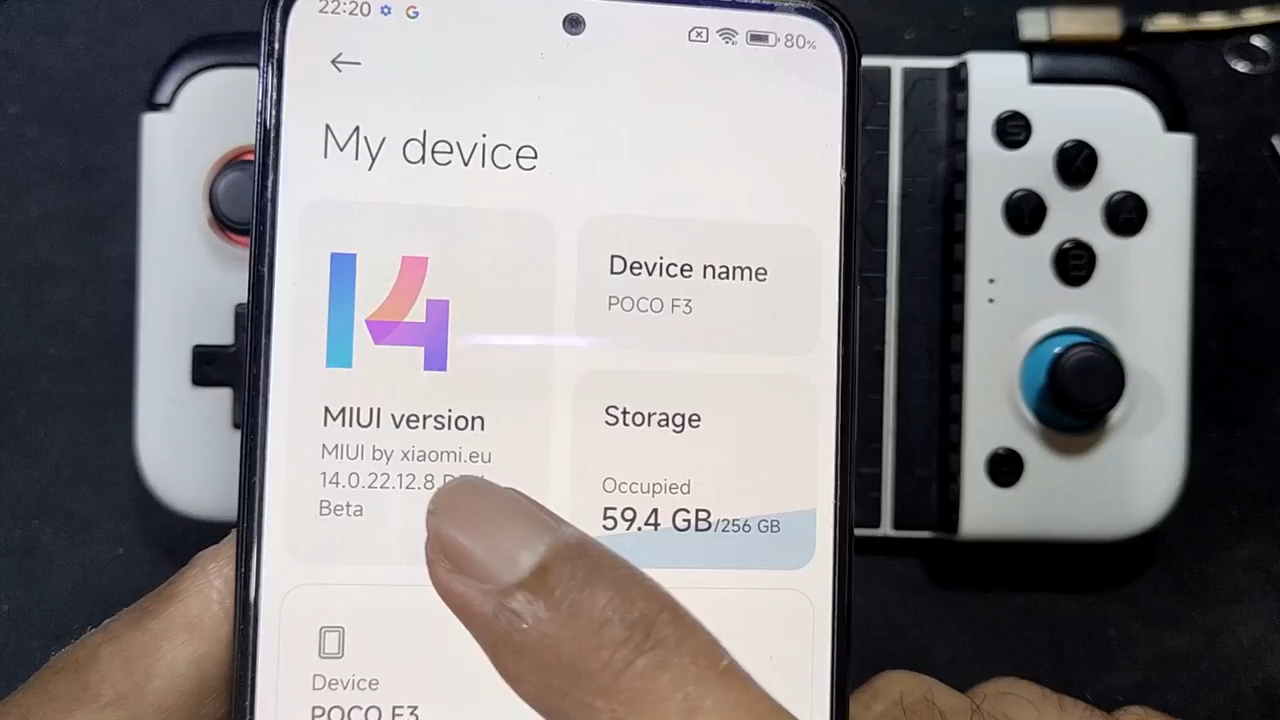 22:20
80%
My device
14
MIUI version
MIUI by xiaomi.eu
14.0.22.12.8
Beta
Device name
POCO F3
Storage
Occupied
59.4 GB/256 GB
Device
POCO F3
S
X
Y
A
B